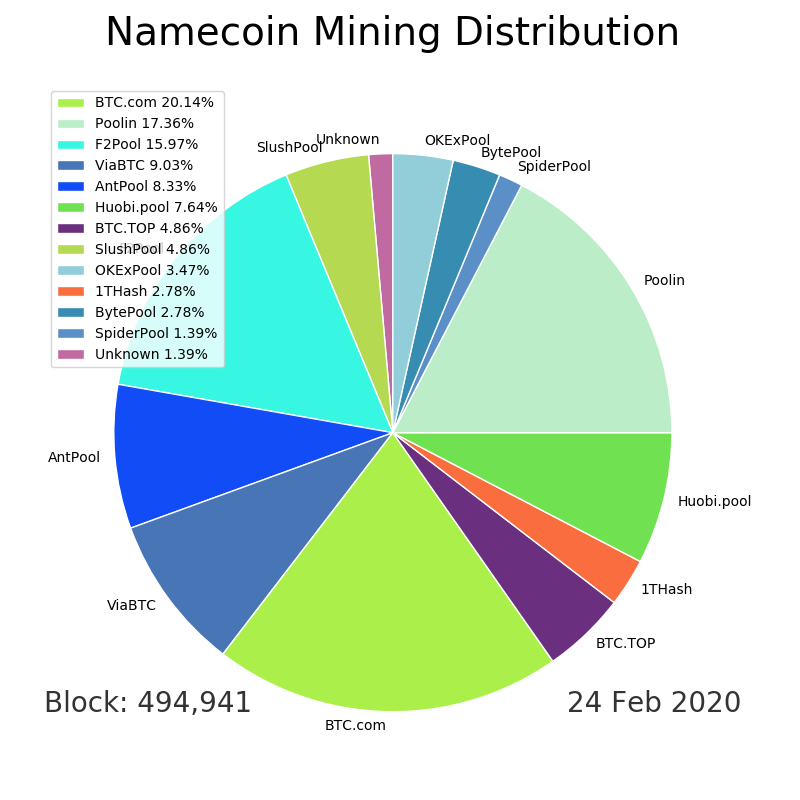 Namecoin Mining Distribution
BTC.com 20.14%
Poolin 17.36%
F2Pool 15.97%
ViaBTC 9.03%
AntPool 8.33%
Huobi.pool 7.64%
BTC.TOP 4.86%
SlushPool 4.86%
OKExPool 3.47%
1THash 2.78%
BytePool 2.78%
SpiderPool 1.39%
Unknown 1.39%
Unknown
OKExPool
SlushPool
BytePool
SpiderPool
F2Pool
Poolin
AntPool
Huobi.pool
1THash
ViaBTC
BTC.TOP
Block: 494,941
24 Feb 2020
BTC.com